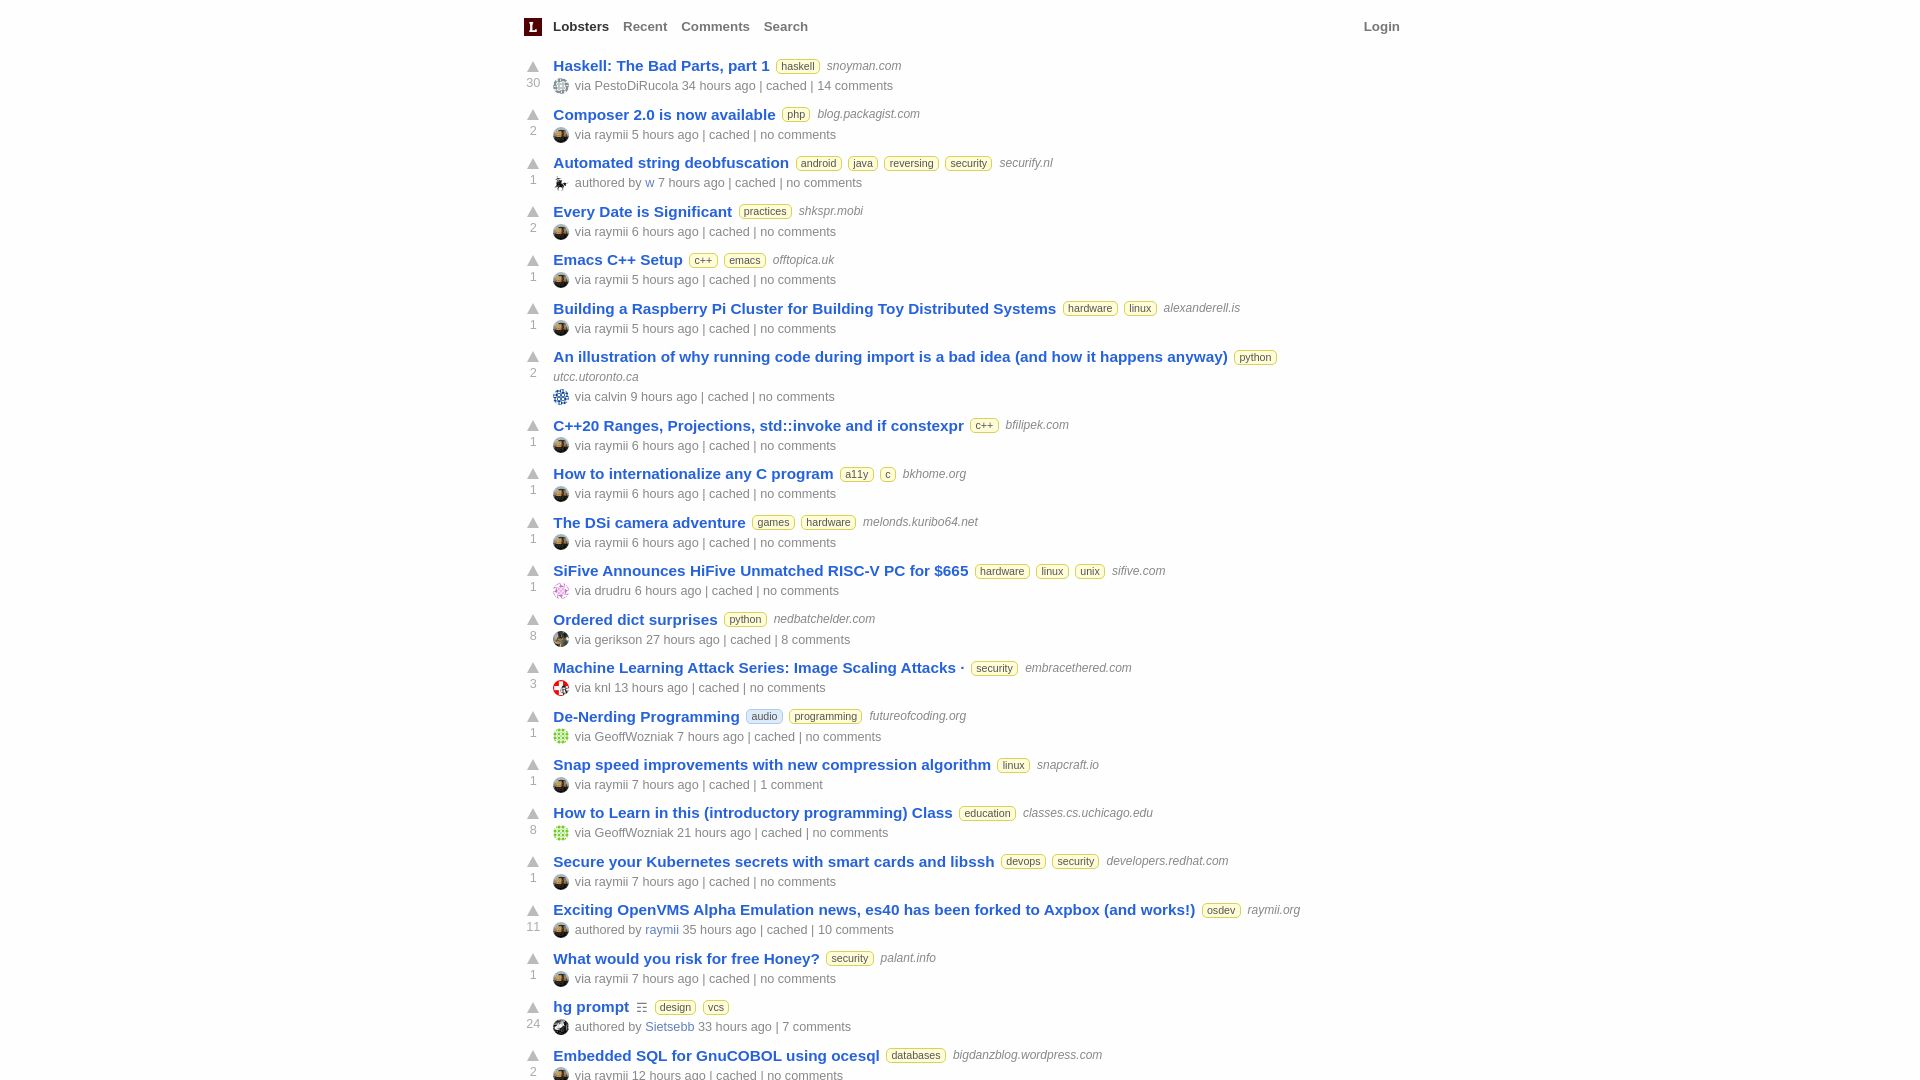 L Lobsters Recent Comments Search Login
Haskell: The Bad Parts, part 1 haskell snoyman.com
30
via PestoDiRucola 34 hours ago | cached | 14 comments
Composer 2.0 is now available php blog.packagist.com
2
via raymii 5 hours ago | cached | no comments
Automated string deobfuscation android java reversing security securify.nl
1
authored by w 7 hours ago | cached | no comments
Every Date is Significant practices shkspr.mobi
2
via raymii 6 hours ago | cached | no comments
Emacs C++ Setup c++ emacs offtopica.uk
1
via raymii 5 hours ago | cached | no comments
Building a Raspberry Pi Cluster for Building Toy Distributed Systems hardware linux alexanderell.is
1
via raymii 5 hours ago | cached | no comments
An illustration of why running code during import is a bad idea (and how it happens anyway) python
2
utcc.utoronto.ca
via calvin 9 hours ago | cached | no comments
C++20 Ranges, Projections, std::invoke and if constexpr c++ bfilipek.com
1
via raymii 6 hours ago | cached | no comments
How to internationalize any C program a11y c bkhome.org
1
via raymii 6 hours ago | cached | no comments
The DSi camera adventure games hardware melonds.kuribo64.net
1
via raymii 6 hours ago | cached | no comments
SiFive Announces HiFive Unmatched RISC-V PC for $665 hardware linux unix sifive.com
1
via drudru 6 hours ago | cached | no comments
Ordered dict surprises python nedbatchelder.com
8
via gerikson 27 hours ago | cached | 8 comments
Machine Learning Attack Series: Image Scaling Attacks · security embracethered.com
3
via knl 13 hours ago | cached | no comments
De-Nerding Programming audio programming futureofcoding.org
1
via GeoffWozniak 7 hours ago | cached | no comments
Snap speed improvements with new compression algorithm linux snapcraft.io
1
via raymii 7 hours ago | cached | 1 comment
How to Learn in this (introductory programming) Class education classes.cs.uchicago.edu
8
via GeoffWozniak 21 hours ago | cached | no comments
Secure your Kubernetes secrets with smart cards and libssh devops security developers.redhat.com
1
via raymii 7 hours ago | cached | no comments
Exciting OpenVMS Alpha Emulation news, es40 has been forked to Axpbox (and works!) osdev raymii.org
11
authored by raymii 35 hours ago | cached | 10 comments
What would you risk for free Honey? security palant.info
1
via raymii 7 hours ago | cached | no comments
hg prompt ☶ design vcs
24
authored by Sietsebb 33 hours ago | 7 comments
Embedded SQL for GnuCOBOL using ocesql databases bigdanzblog.wordpress.com
2
via raymii 12 hours ago | cached | no comments